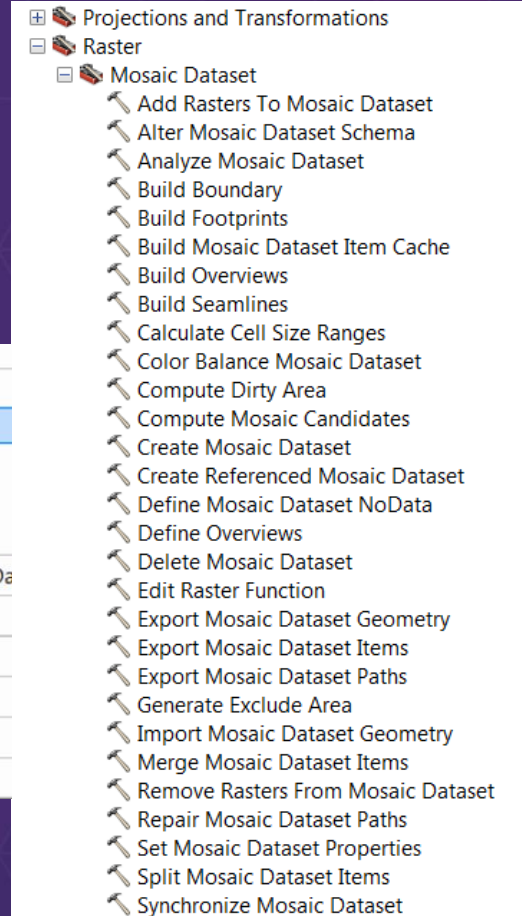 Projections and Transformations
Raster
Mosaic Dataset
Add Rasters To Mosaic Dataset
Alter Mosaic Dataset Schema
Analyze Mosaic Dataset
Build Boundary
Build Footprints
Build Mosaic Dataset Item Cache
Build Overviews
Build Seamlines
Calculate Cell Size Ranges
Color Balance Mosaic Dataset
Compute Dirty Area
Compute Mosaic Candidates
Create Mosaic Dataset
Create Referenced Mosaic Dataset
Define Mosaic Dataset NoData
Define Overviews
Delete Mosaic Dataset
Edit Raster Function
Export Mosaic Dataset Geometry
Export Mosaic Dataset Items
Export Mosaic Dataset Paths
Generate Exclude Area
Import Mosaic Dataset Geometry
Merge Mosaic Dataset Items
Remove Rasters From Mosaic Dataset
Repair Mosaic Dataset Paths
Set Mosaic Dataset Properties
Split Mosaic Dataset Items
Synchronize Mosaic Dataset